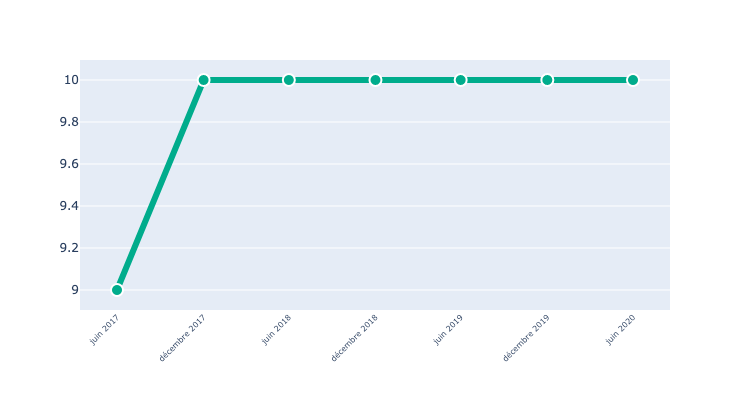 10
9.8
9.6
9.4
9.2
9
juin 2017
décembre 2017
juin 2018
décembre 2018
juin 2019
décembre 2019
juin 2020